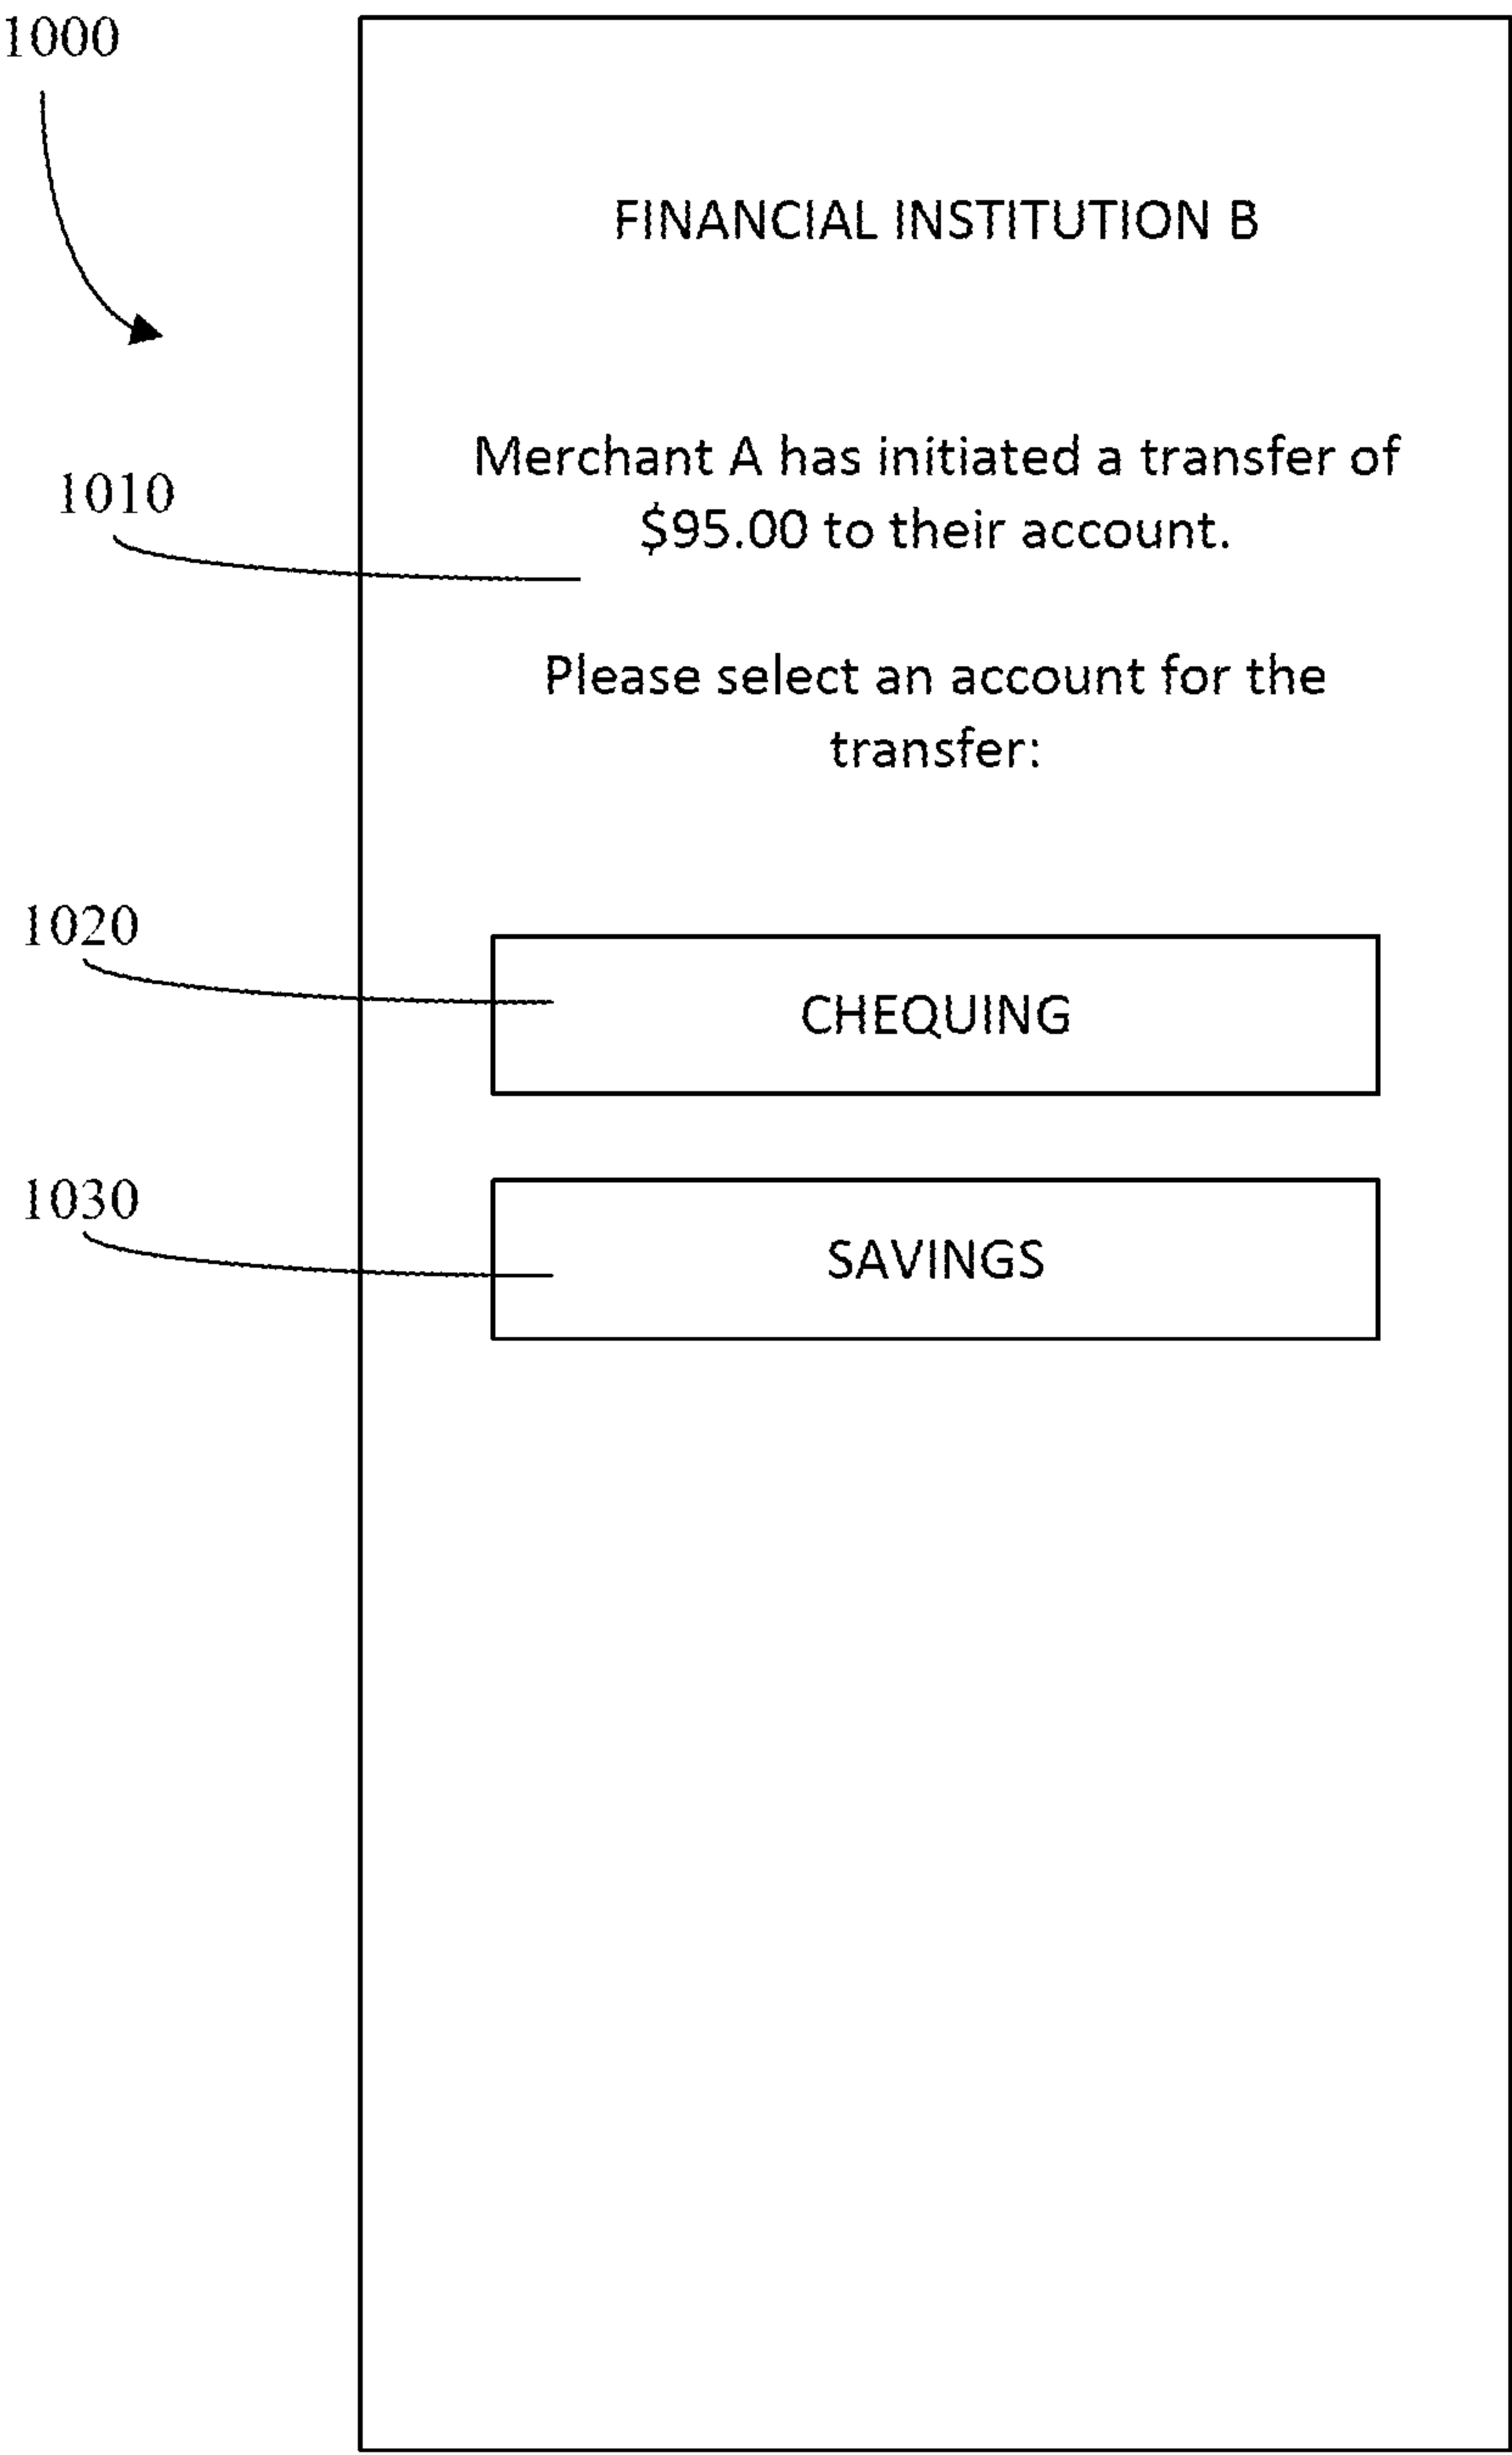 1000
FINANCIAL INSTITUTION B
Merchant A has initiated a transfer of
1010
$95.00 to their account.
Please select an account for the
transfer:
1020
CHEQUING
1030
SAVINGS